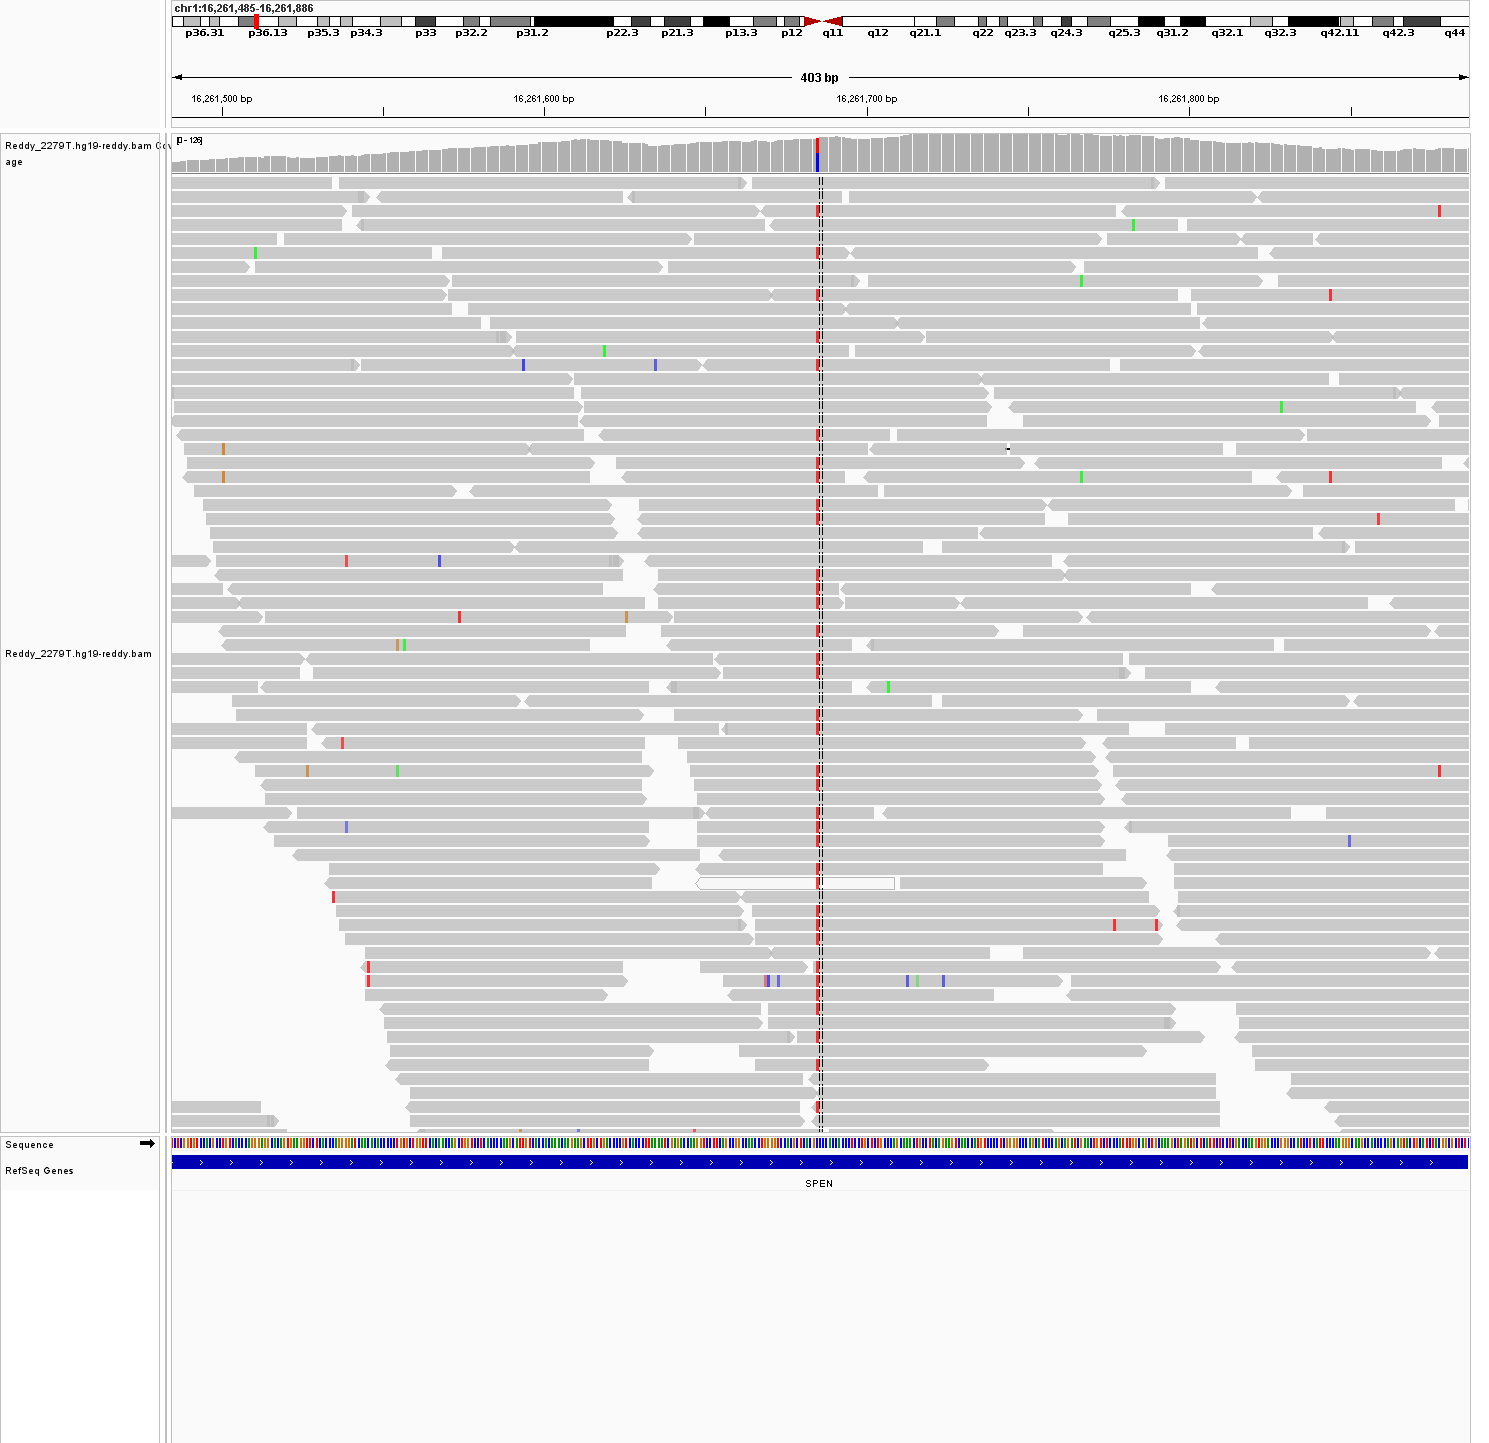 chr1:16,261,485-16,261,886
p36.31 p36.13 p35.3 p34.3 p33 p32.2 p31.2 p22.3 p21.3 p13.3 p12 q11 q12 q21.1 q22 q23.3 q24.3 q25.3 q31.2 q32.1 q32.3 q42.11 q42.3 q44
403 bp
16,261,500 bp 16,261,600 bp 16,261,700 bp 16,261,800 bp
[0 - 126]
Reddy_2279T.hg19-reddy.bam Cov
age
Reddy_2279T.hg19-reddy.bam
Sequence
RefSeq Genes
SPEN